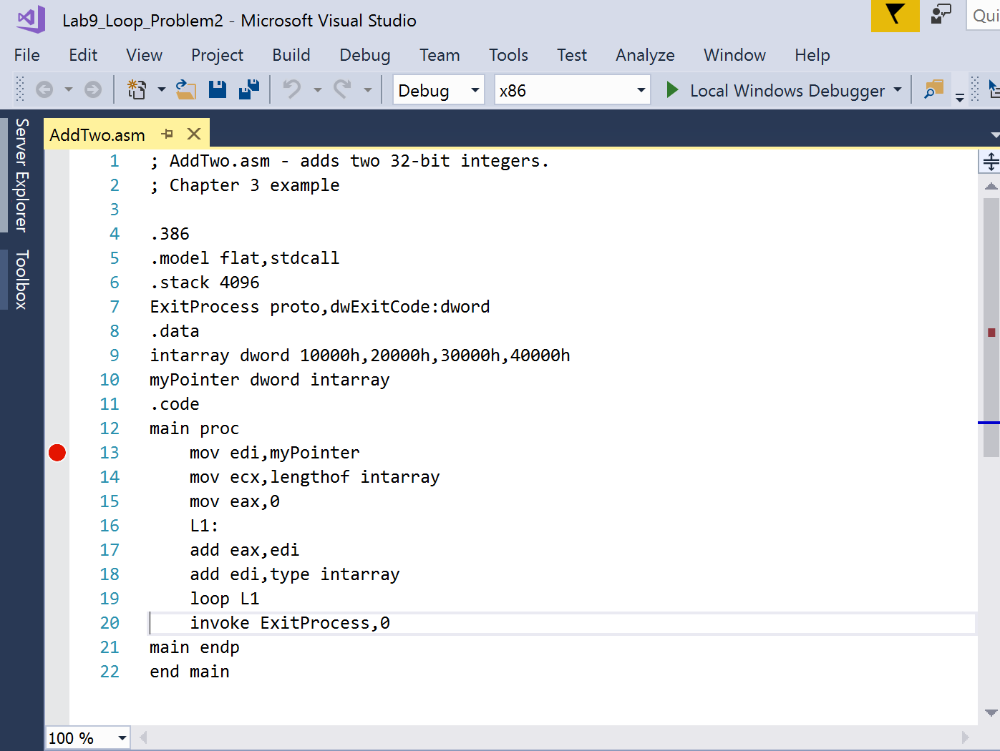 Lab9_Loop_Problem2 - Microsoft Visual Studio
Qui
File Edit View Project Build Debug Team Tools Test Analyze Window Help
Debug x86 Local Windows Debugger
Server Explorer
Toolbox
AddTwo.asm
1 ; AddTwo.asm - adds two 32-bit integers.
2 ; Chapter 3 example
3
4 .386
5 .model flat,stdcall
6 .stack 4096
7 ExitProcess proto,dwExitCode:dword
8 .data
9 intarray dword 10000h,20000h,30000h,40000h
10 myPointer dword intarray
11 .code
12 main proc
13 mov edi,myPointer
14 mov ecx,lengthof intarray
15 mov eax,0
16 L1:
17 add eax,edi
18 add edi,type intarray
19 loop L1
20 invoke ExitProcess,0
21 main endp
22 end main
100 %